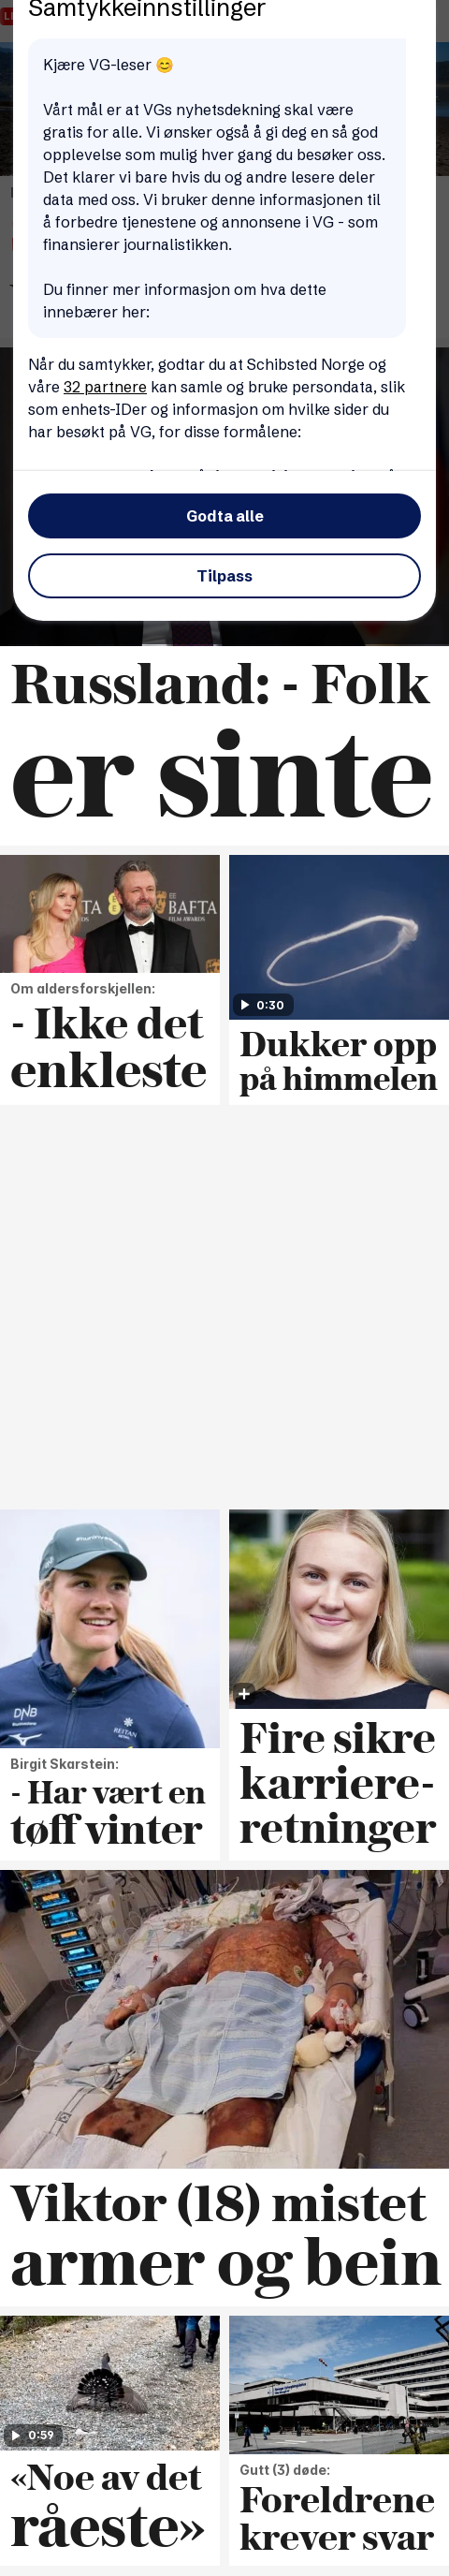 Samtykkeinnstillinger
Kjære VG-leser 😊
Vårt mål er at VGs nyhetsdekning skal være
gratis for alle. Vi ønsker også å gi deg en så god
opplevelse som mulig hver gang du besøker oss.
Det klarer vi bare hvis du og andre lesere deler
data med oss. Vi bruker denne informasjonen til
å forbedre tjenestene og annonsene i VG - som
finansierer journalistikken.
Du finner mer informasjon om hva dette
innebærer her:
Når du samtykker, godtar du at Schibsted Norge og
våre 32 partnere kan samle og bruke persondata, slik
som enhets-IDer og informasjon om hvilke sider du
har besøkt på VG, for disse formålene:
Godta alle
Tilpass
Russland: - Folk
er sinte
BAFTA
FILM AWARDS
Om aldersforskjellen:
- Ikke det
enkleste
0:30
Dukker opp
på himmelen
DNB
REITAN
Birgit Skarstein:
- Har vært en
tøff vinter
Fire sikre
karriere-
retninger
Viktor (18) mistet
armer og bein
0:59
«Noe av det
råeste»
Gutt (3) døde:
Foreldrene
krever svar